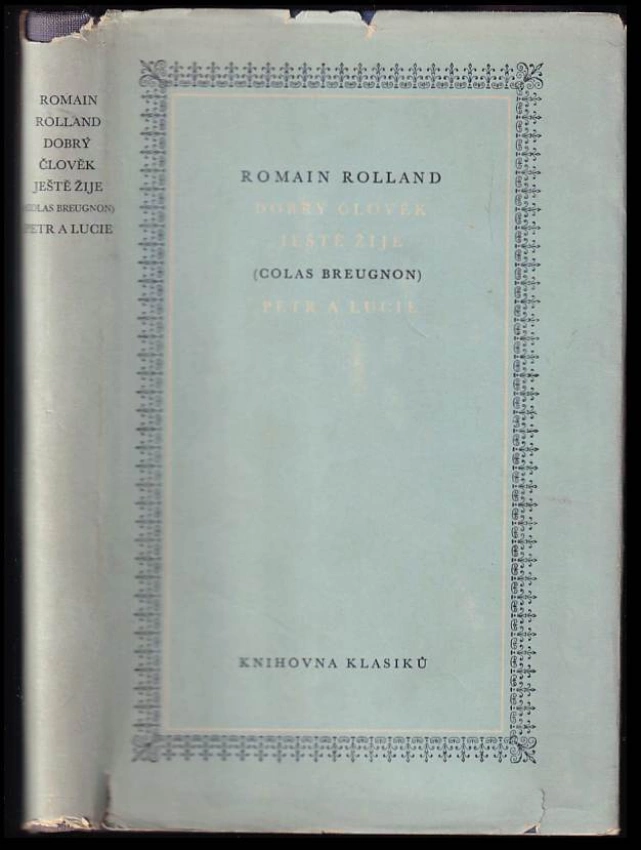 ROMAIN
ROLLAND
DOBRÝ
ČLOVĚK
JEŠTĚ ŽIJE
(COLAS BREUGNON)
PETR A LUCIE
ROMAIN ROLLAND
DOBRÝ ČLOVĚK
JEŠTĚ ŽIJE
(COLAS BREUGNON)
PETR A LUCIE
KNIHOVNA KLASIKŮ